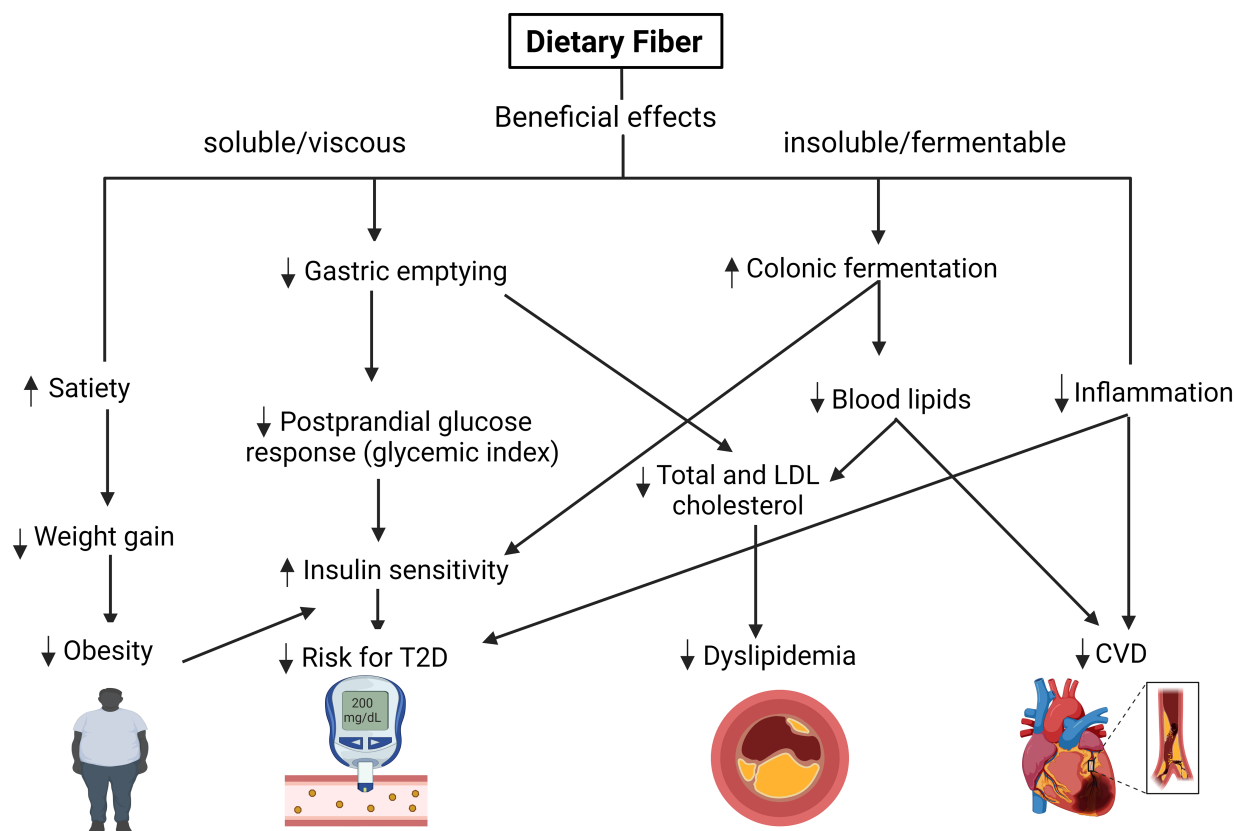 Dietary Fiber
Beneficial effects
soluble/viscous
insoluble/fermentable
↓ Gastric emptying
↑ Colonic fermentation
↑ Satiety
↓ Blood lipids
↓ Inflammation
↓ Postprandial glucose
response (glycemic index)
↓ Total and LDL
cholesterol
↓ Weight gain
↑ Insulin sensitivity
↓ Obesity
↓ Risk for T2D
↓ Dyslipidemia
↓ CVD
200
mg/dL